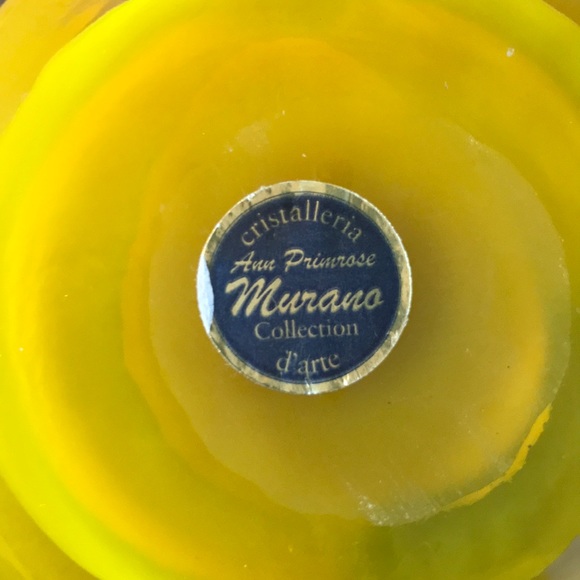 cristalleria
Ann Primrose
Murano
Collection
d'arte